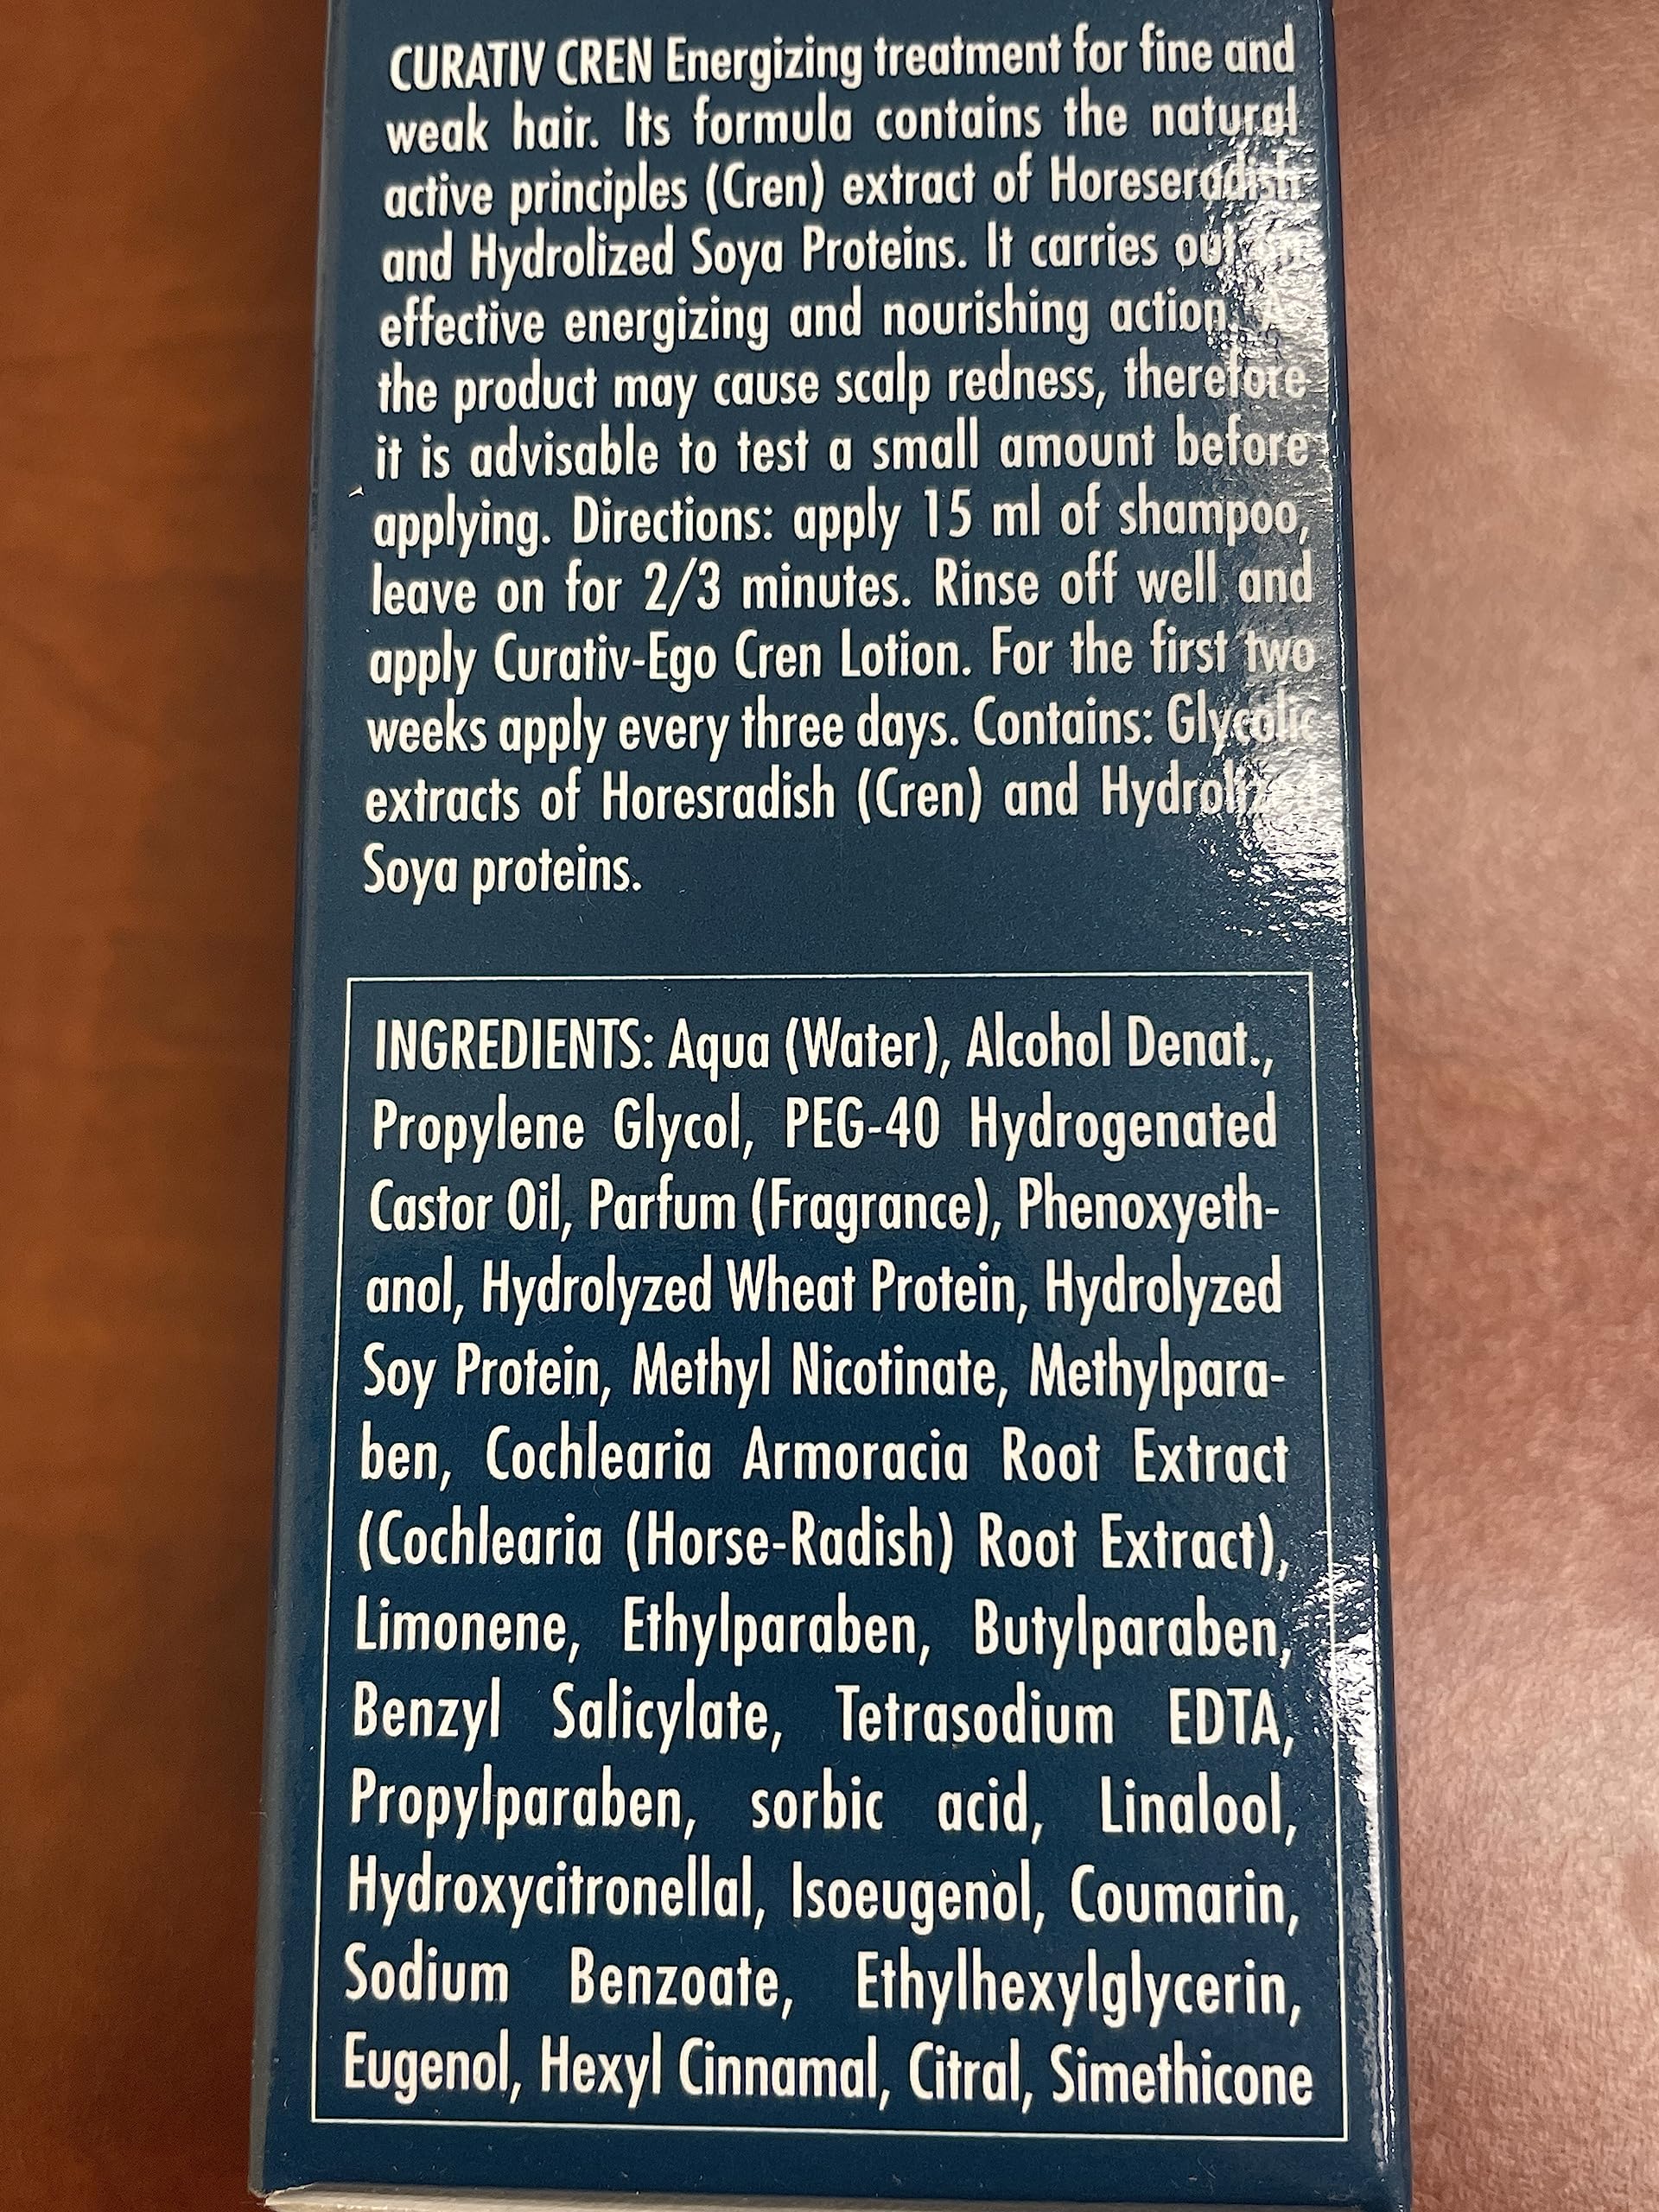 CURATIV CREN Energizing treatment for fine and
weak hair. Its formula contains the natural
active principles (Cren) extract of Horeseradish
and Hydrolized Soya Proteins. It carries out an
effective energizing and nourishing action. As
the product may cause scalp redness, therefore
it is advisable to test a small amount before
applying. Directions: apply 15 ml of shampoo,
leave on for 2/3 minutes. Rinse off well and
apply Curativ-Ego Cren Lotion. For the first two
weeks apply every three days. Contains: Glycolic
extracts of Horesradish (Cren) and Hydrolized
Soya proteins.
INGREDIENTS: Aqua (Water), Alcohol Denat.,
Propylene Glycol, PEG-40 Hydrogenated
Castor Oil, Parfum (Fragrance), Phenoxyeth-
anol, Hydrolyzed Wheat Protein, Hydrolyzed
Soy Protein, Methyl Nicotinate, Methylpara-
ben, Cochlearia Armoracia Root Extract
(Cochlearia (Horse-Radish) Root Extract),
Limonene, Ethylparaben, Butylparaben,
Benzyl Salicylate, Tetrasodium EDTA,
Propylparaben, sorbic acid, Linalool,
Hydroxycitronellal, Isoeugenol, Coumarin,
Sodium Benzoate, Ethylhexylglycerin,
Eugenol, Hexyl Cinnamal, Citral, Simethicone